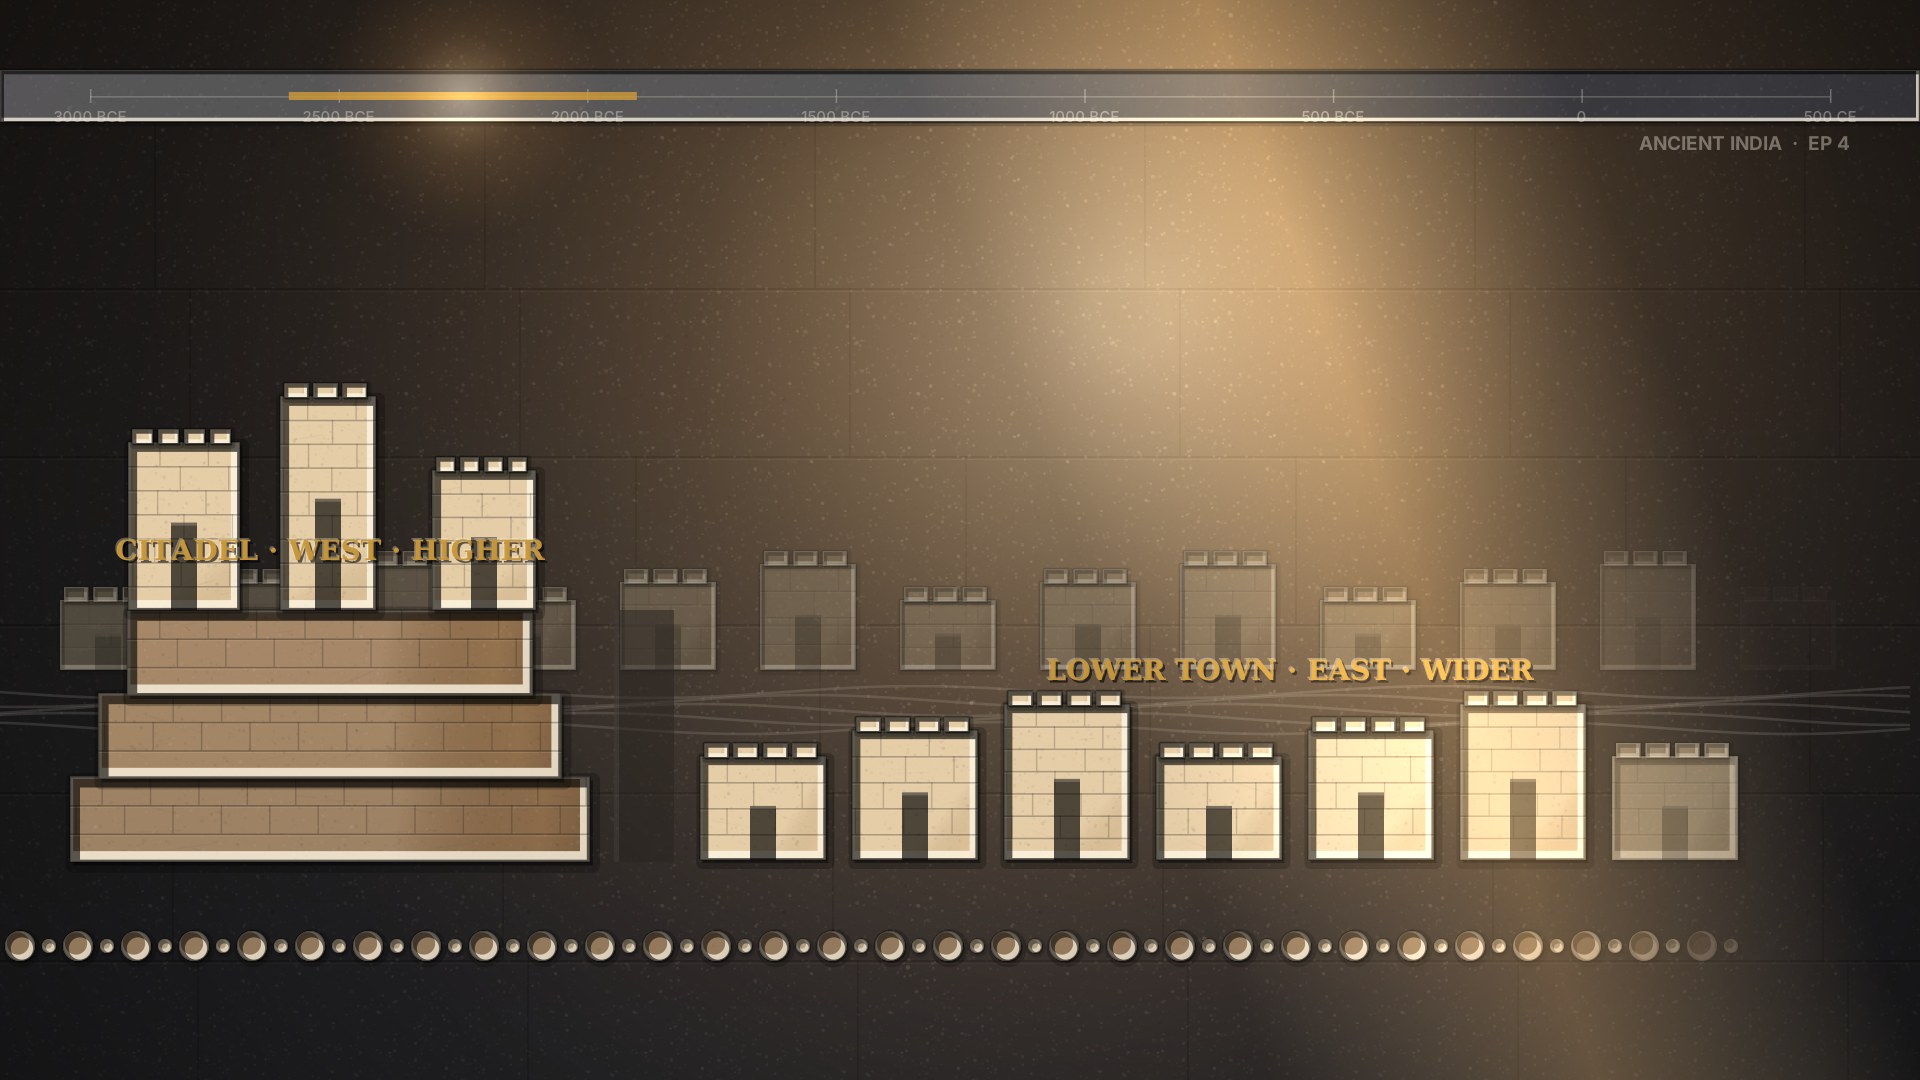 3000 BCE 2500 BCE 2000 BCE 1500 BCE 1000 BCE 500 BCE 0 500 CE
ANCIENT INDIA · EP 4
CITADEL · WEST · HIGHER
LOWER TOWN · EAST · WIDER